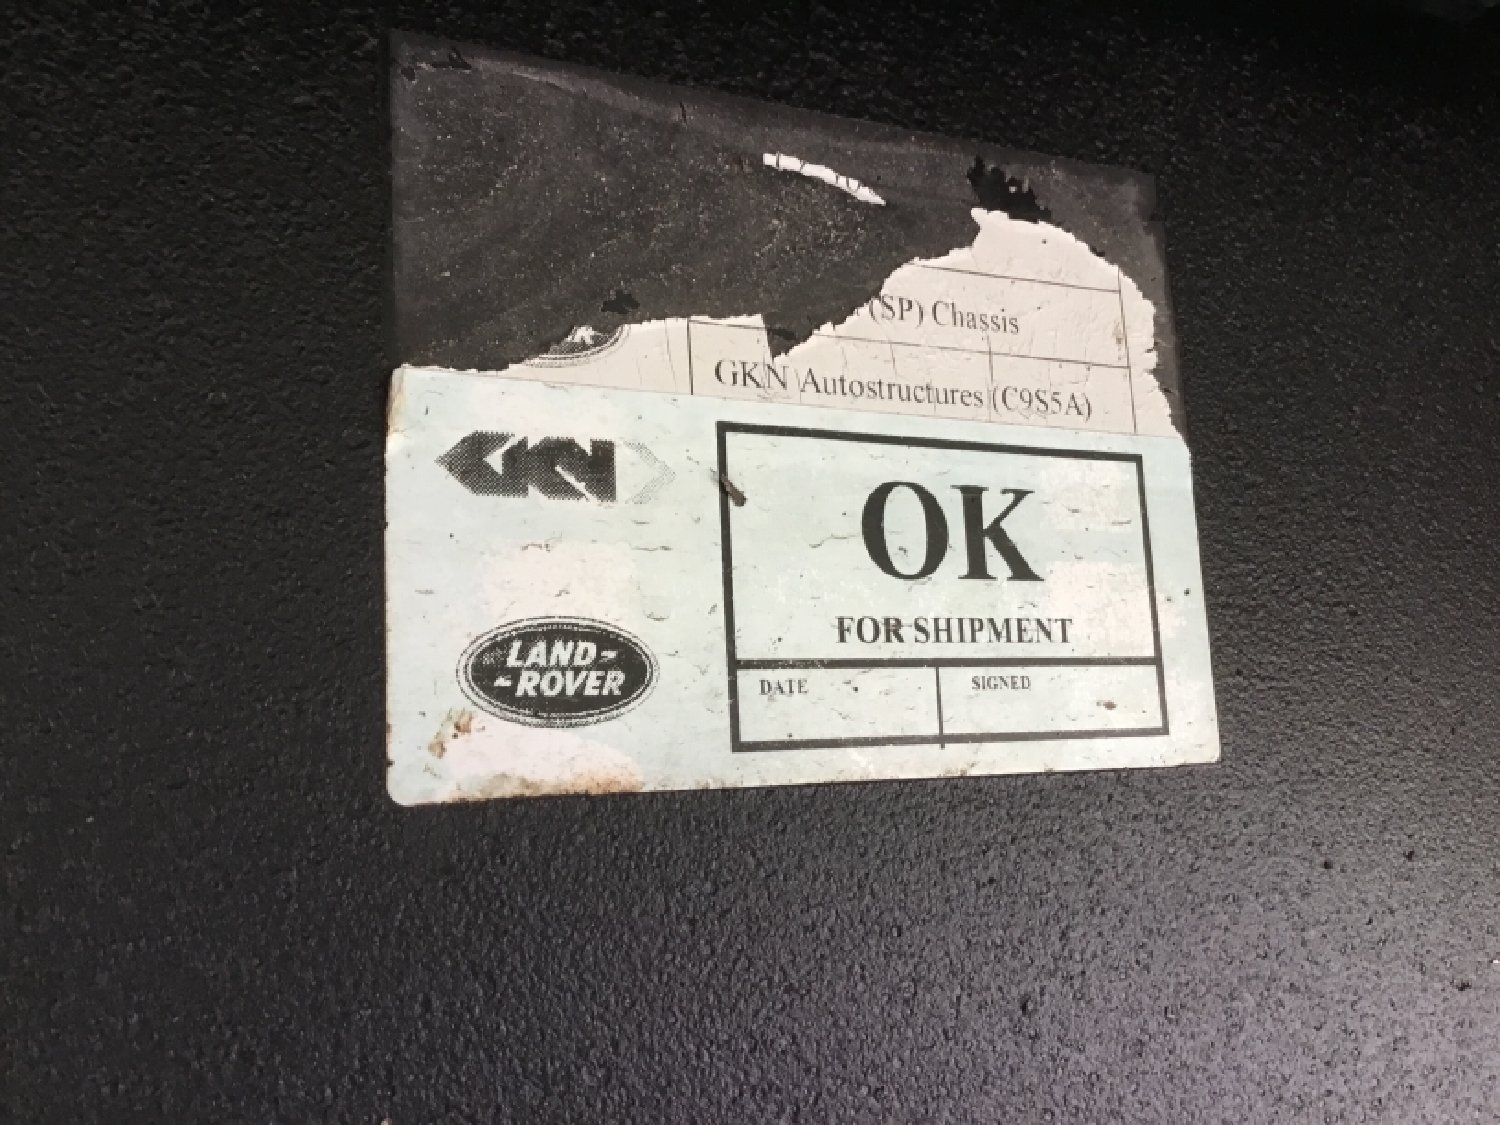 (SP) Chassis
GKN Autostructures (C9S5A)
GKN
OK
FOR SHIPMENT
LAND-
-ROVER
DATE
SIGNED